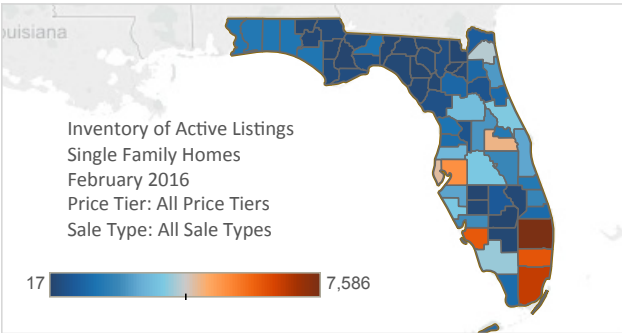 ouisiana
Inventory of Active Listings
Single Family Homes
February 2016
Price Tier: All Price Tiers
Sale Type: All Sale Types
17 7,586